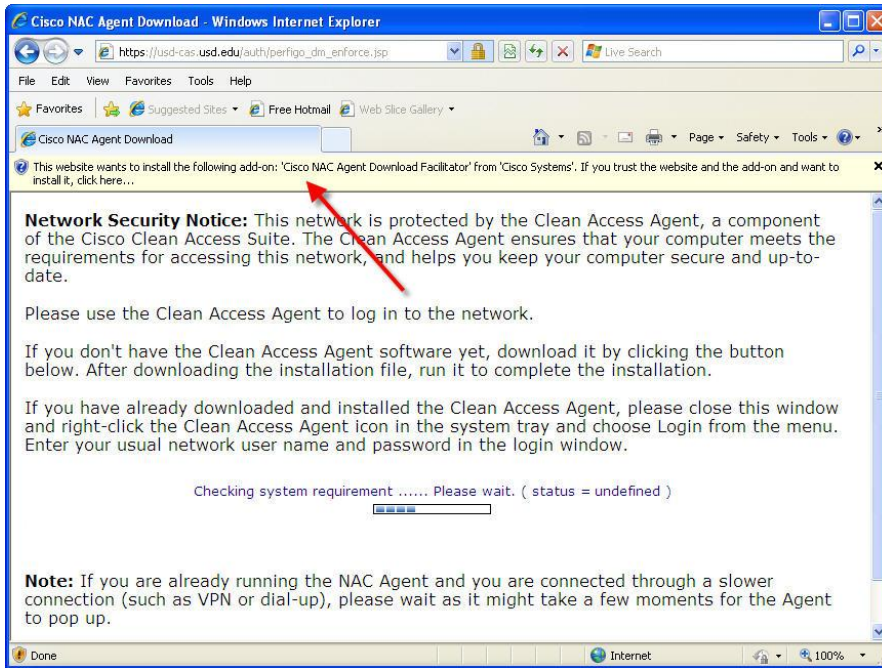 Cisco NAC Agent Download - Windows Internet Explorer
https://usd-cas.usd.edu/auth/perfigo_dm_enforce.jsp
Live Search
File Edit View Favorites Tools Help
Favorites Suggested Sites Free Hotmail Web Slice Gallery
Cisco NAC Agent Download
Page Safety Tools
This website wants to install the following add-on: 'Cisco NAC Agent Download Facilitator' from 'Cisco Systems'. If you trust the website and the add-on and want to
install it, click here...
Network Security Notice: This network is protected by the Clean Access Agent, a component
of the Cisco Clean Access Suite. The Clean Access Agent ensures that your computer meets the
requirements for accessing this network, and helps you keep your computer secure and up-to-
date.
Please use the Clean Access Agent to log in to the network.
If you don't have the Clean Access Agent software yet, download it by clicking the button
below. After downloading the installation file, run it to complete the installation.
If you have already downloaded and installed the Clean Access Agent, please close this window
and right-click the Clean Access Agent icon in the system tray and choose Login from the menu.
Enter your usual network user name and password in the login window.
Checking system requirement ...... Please wait. ( status = undefined )
Note: If you are already running the NAC Agent and you are connected through a slower
connection (such as VPN or dial-up), please wait as it might take a few moments for the Agent
to pop up.
Done Internet 100%